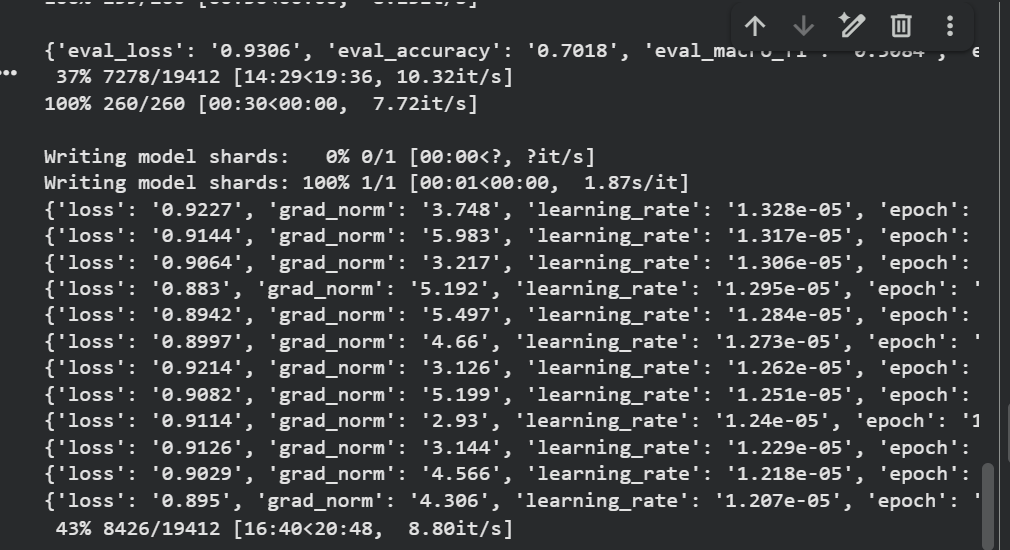 {'eval_loss': '0.9306', 'eval_accuracy': '0.7018', 'eval_macro_f1'
37% 7278/19412 [14:29<19:36, 10.32it/s]
100% 260/260 [00:30<00:00,  7.72it/s]
Writing model shards:   0% 0/1 [00:00<?, ?it/s]
Writing model shards: 100% 1/1 [00:01<00:00,  1.87s/it]
{'loss': '0.9227', 'grad_norm': '3.748', 'learning_rate': '1.328e-05', 'epoch':
{'loss': '0.9144', 'grad_norm': '5.983', 'learning_rate': '1.317e-05', 'epoch':
{'loss': '0.9064', 'grad_norm': '3.217', 'learning_rate': '1.306e-05', 'epoch':
{'loss': '0.883', 'grad_norm': '5.192', 'learning_rate': '1.295e-05', 'epoch': '
{'loss': '0.8942', 'grad_norm': '5.497', 'learning_rate': '1.284e-05', 'epoch':
{'loss': '0.8997', 'grad_norm': '4.66', 'learning_rate': '1.273e-05', 'epoch': '
{'loss': '0.9214', 'grad_norm': '3.126', 'learning_rate': '1.262e-05', 'epoch':
{'loss': '0.9082', 'grad_norm': '5.199', 'learning_rate': '1.251e-05', 'epoch':
{'loss': '0.9114', 'grad_norm': '2.93', 'learning_rate': '1.24e-05', 'epoch': '1
{'loss': '0.9126', 'grad_norm': '3.144', 'learning_rate': '1.229e-05', 'epoch':
{'loss': '0.9029', 'grad_norm': '4.566', 'learning_rate': '1.218e-05', 'epoch':
{'loss': '0.895', 'grad_norm': '4.306', 'learning_rate': '1.207e-05', 'epoch': '
43% 8426/19412 [16:40<20:48,  8.80it/s]